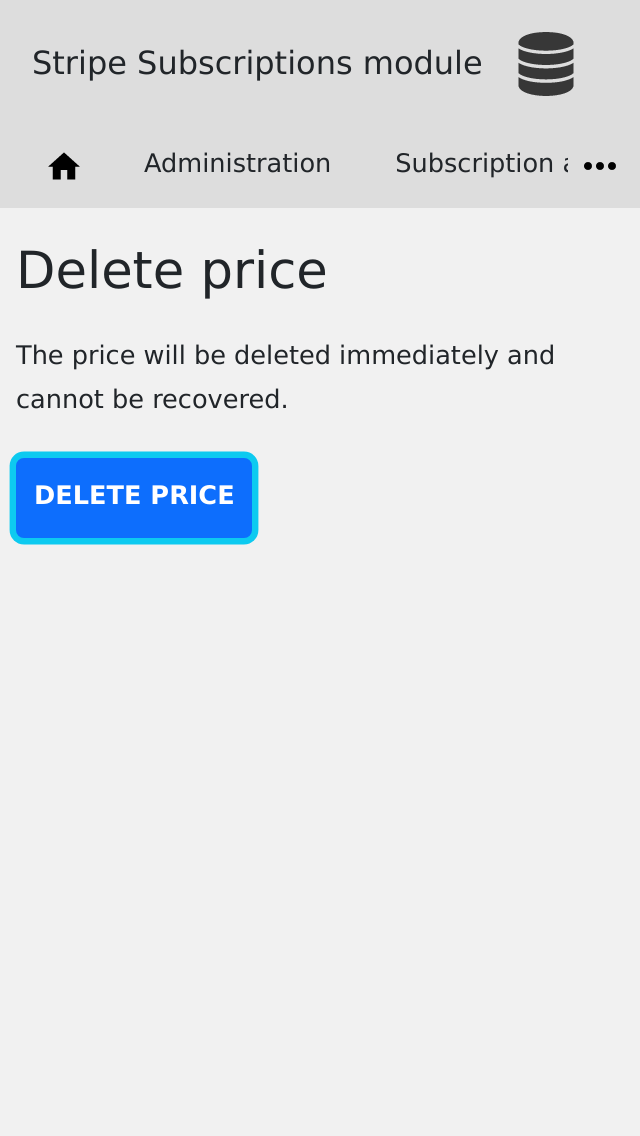 Stripe Subscriptions module
Administration
Subscription
Delete price
The price will be deleted immediately and
cannot be recovered.
DELETE PRICE